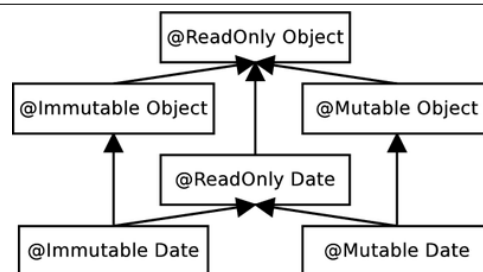 @ReadOnly Object
@Immutable Object
@Mutable Object
@ReadOnly Date
@Immutable Date
@Mutable Date